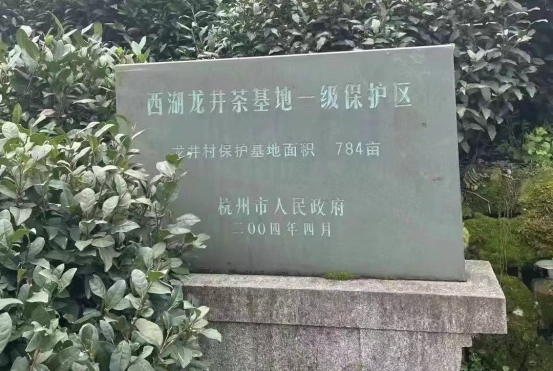 西湖龙井茶基地一级保护区
龙井村保护基地面积 784亩
杭州市人民政府
二00四年四月